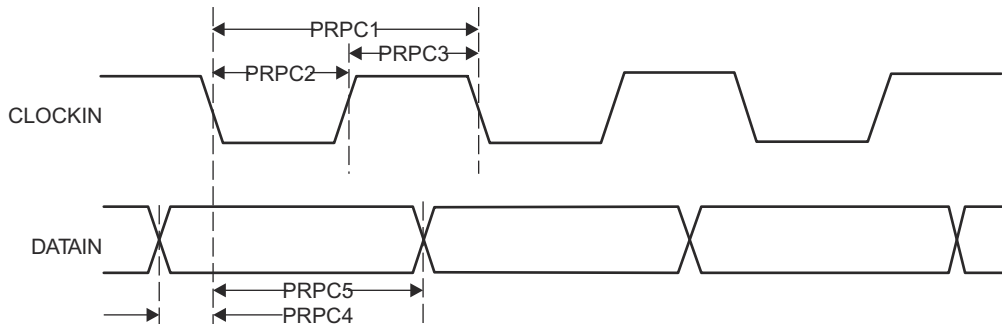 PRPC1
PRPC2
PRPC3
CLOCKIN
DATAIN
PRPC5
PRPC4